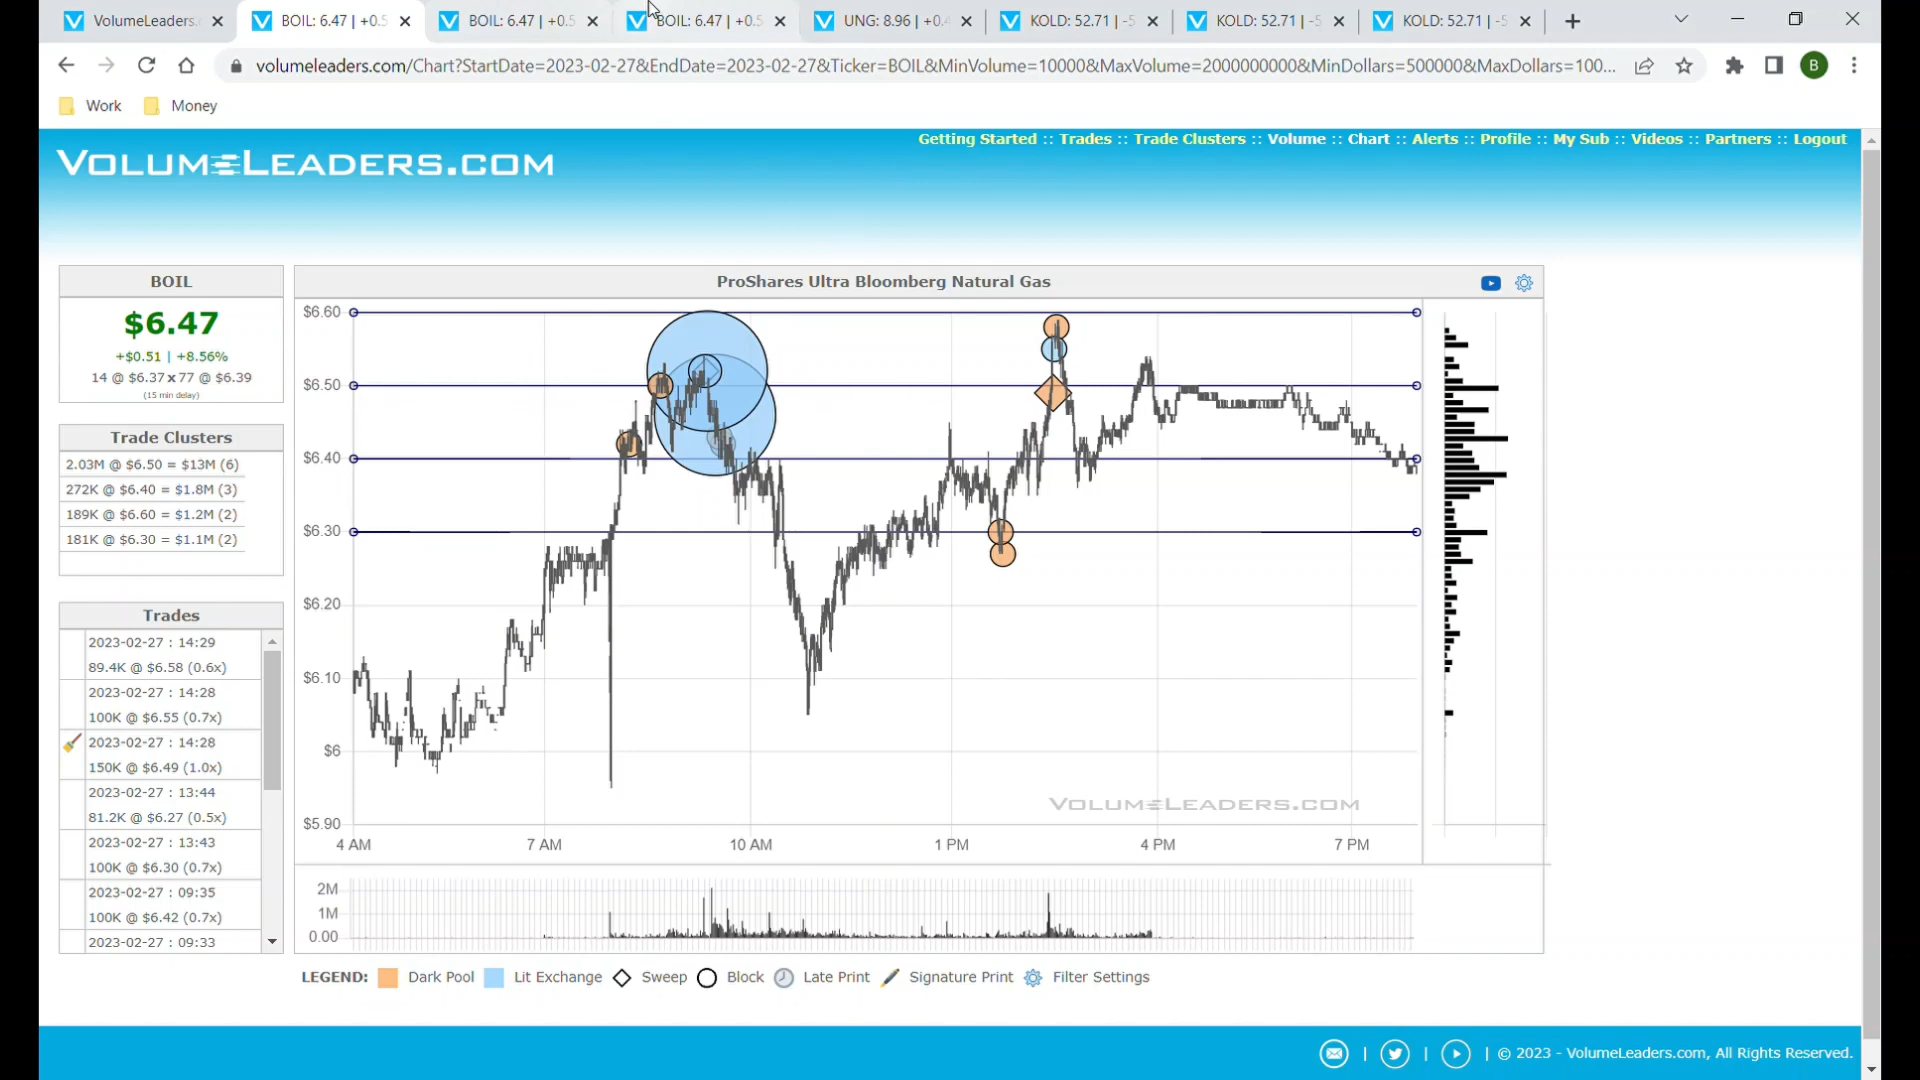 VolumeLeaders.
BOIL: 6.47 | +0.5
BOIL: 6.47 | +0.5
BOIL: 6.47 | +0.5
UNG: 8.96 | +0.4
KOLD: 52.71 | -5
KOLD: 52.71 | -5
KOLD: 52.71 | -5
volumeleaders.com/Chart?StartDate=2023-02-27&EndDate=2023-02-27&Ticker=BOIL&MinVolume=10000&MaxVolume=2000000000&MinDollars=500000&MaxDollars=100...
B
Work
Money
Getting Started :: Trades :: Trade Clusters :: Volume :: Chart :: Alerts :: Profile :: My Sub :: Videos :: Partners :: Logout
VOLUMELEADERS.COM
BOIL
$6.47
+$0.51 | +8.56%
14 @ $6.37 x 77 @ $6.39
(15 min delay)
Trade Clusters
2.03M @ $6.50 = $13M (6)
272K @ $6.40 = $1.8M (3)
189K @ $6.60 = $1.2M (2)
181K @ $6.30 = $1.1M (2)
Trades
2023-02-27 : 14:29
89.4K @ $6.58 (0.6x)
2023-02-27 : 14:28
100K @ $6.55 (0.7x)
2023-02-27 : 14:28
150K @ $6.49 (1.0x)
2023-02-27 : 13:44
81.2K @ $6.27 (0.5x)
2023-02-27 : 13:43
100K @ $6.30 (0.7x)
2023-02-27 : 09:35
100K @ $6.42 (0.7x)
2023-02-27 : 09:33
ProShares Ultra Bloomberg Natural Gas
$6.60
$6.50
$6.40
$6.30
$6.20
$6.10
$6
$5.90
VOLUMELEADERS.COM
4 AM
7 AM
10 AM
1 PM
4 PM
7 PM
2M
1M
0.00
LEGEND: Dark Pool Lit Exchange Sweep Block Late Print Signature Print Filter Settings
| | | © 2023 - VolumeLeaders.com, All Rights Reserved.